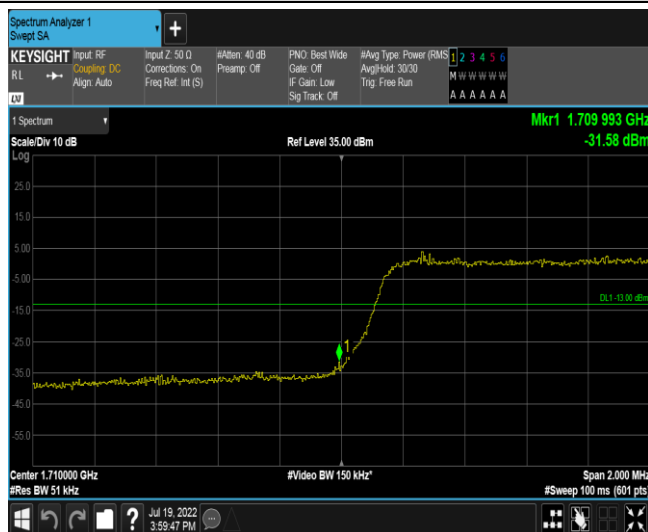 Spectrum Analyzer 1
Swept SA
+
KEYSIGHT
RL
LXI
Input: RF
Coupling: DC
Align: Auto
Input Z: 50 Ω
Corrections: On
Freq Ref: Int (S)
#Atten: 40 dB
Preamp: Off
PNO: Best Wide
Gate: Off
IF Gain: Low
Sig Track: Off
#Avg Type: Power (RMS
Avg|Hold: 30/30
Trig: Free Run
1 2 3 4 5 6
M W W W W W
A A A A A A
1 Spectrum
Mkr1 1.709 993 GHz
Scale/Div 10 dB
Ref Level 35.00 dBm
-31.58 dBm
Log
25.0
15.0
5.00
-5.00
DL1 -13.00 dBm
-15.0
1
-25.0
-35.0
-45.0
-55.0
Center 1.710000 GHz
#Video BW 150 kHz*
Span 2.000 MHz
#Res BW 51 kHz
#Sweep 100 ms (601 pts)
?
Jul 19, 2022
3:59:47 PM